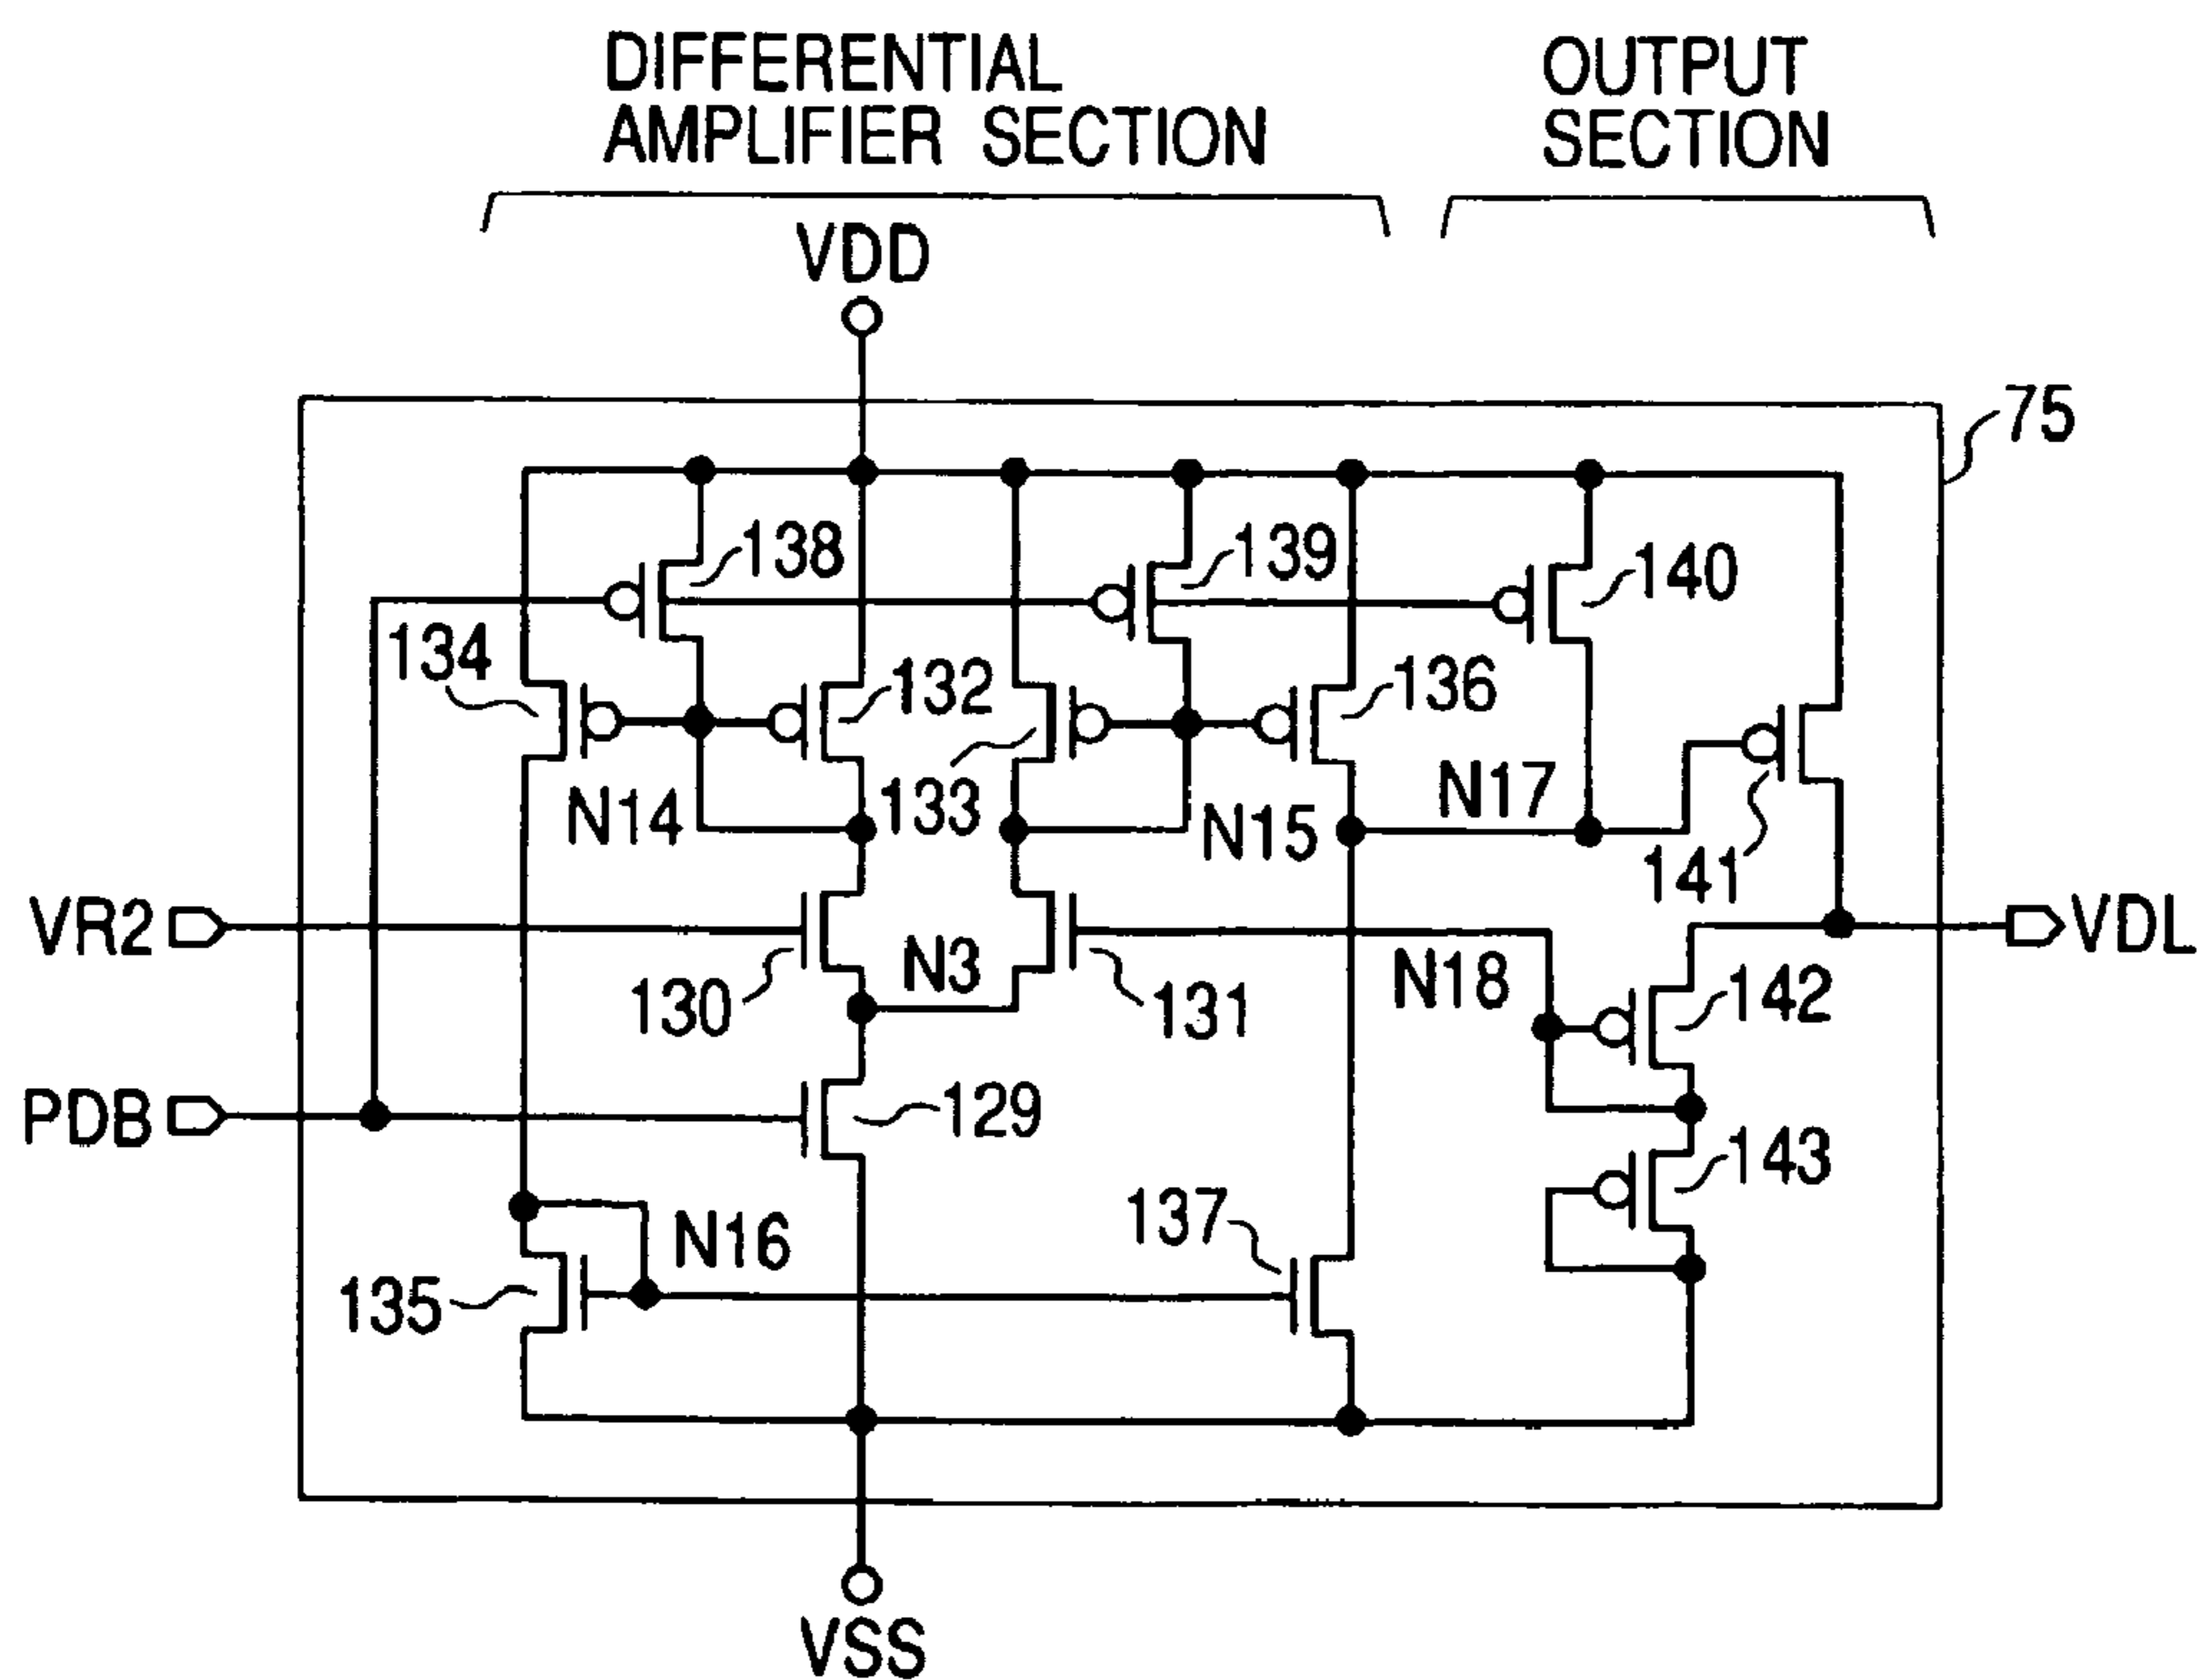 DIFFERENTIAL
AMPLIFIER SECTION
OUTPUT
SECTION
VDD
75
138
139
140
134
132
136
133
N14
N15
N17
141
VR2
VDL
130
N3
131
N18
142
PDB
129
143
137
N16
135
VSS